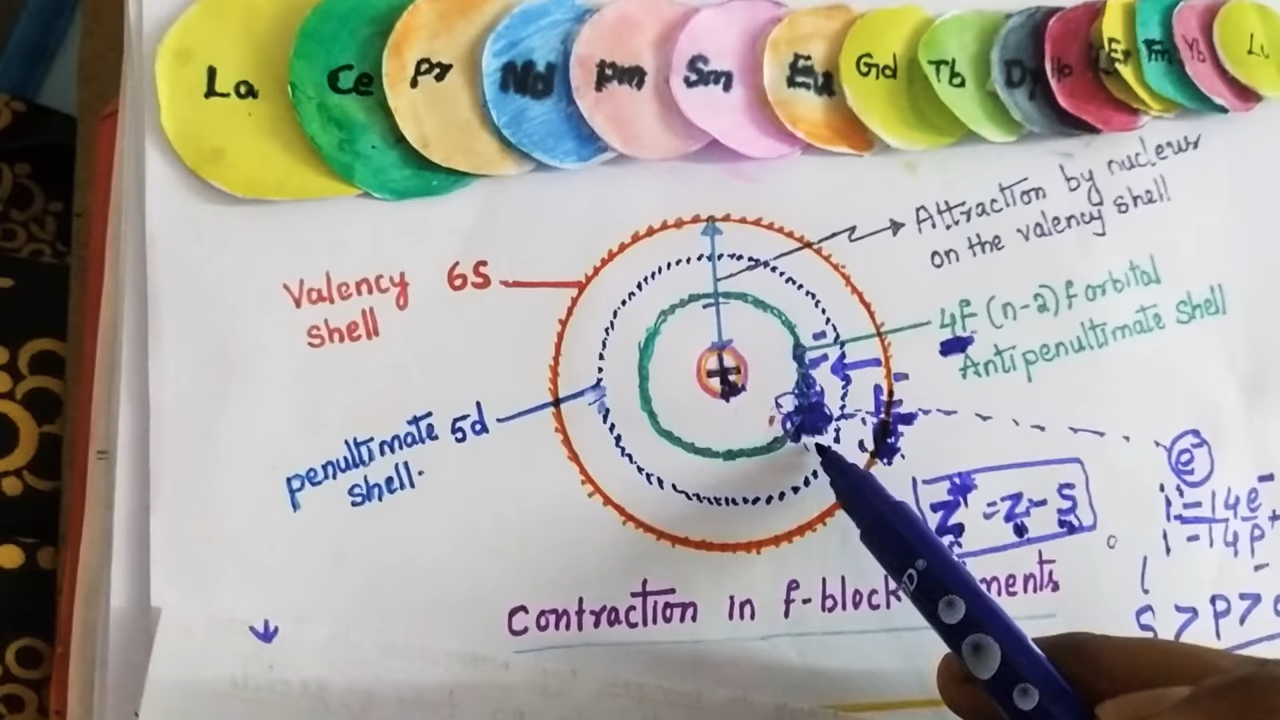 La Ce Pr Nd Pm Sm Eu Gd Tb Dy Ho Er Tm Yb Lu
Attraction by nucleus
on the valency shell
Valency 6S
shell
4f (n-2) f orbital
Antipenultimate shell
penultimate 5d
shell.
+
e-
Z* = Z - S
1 - 14e-
1 - 14P+
S > P >
Contraction in f-block